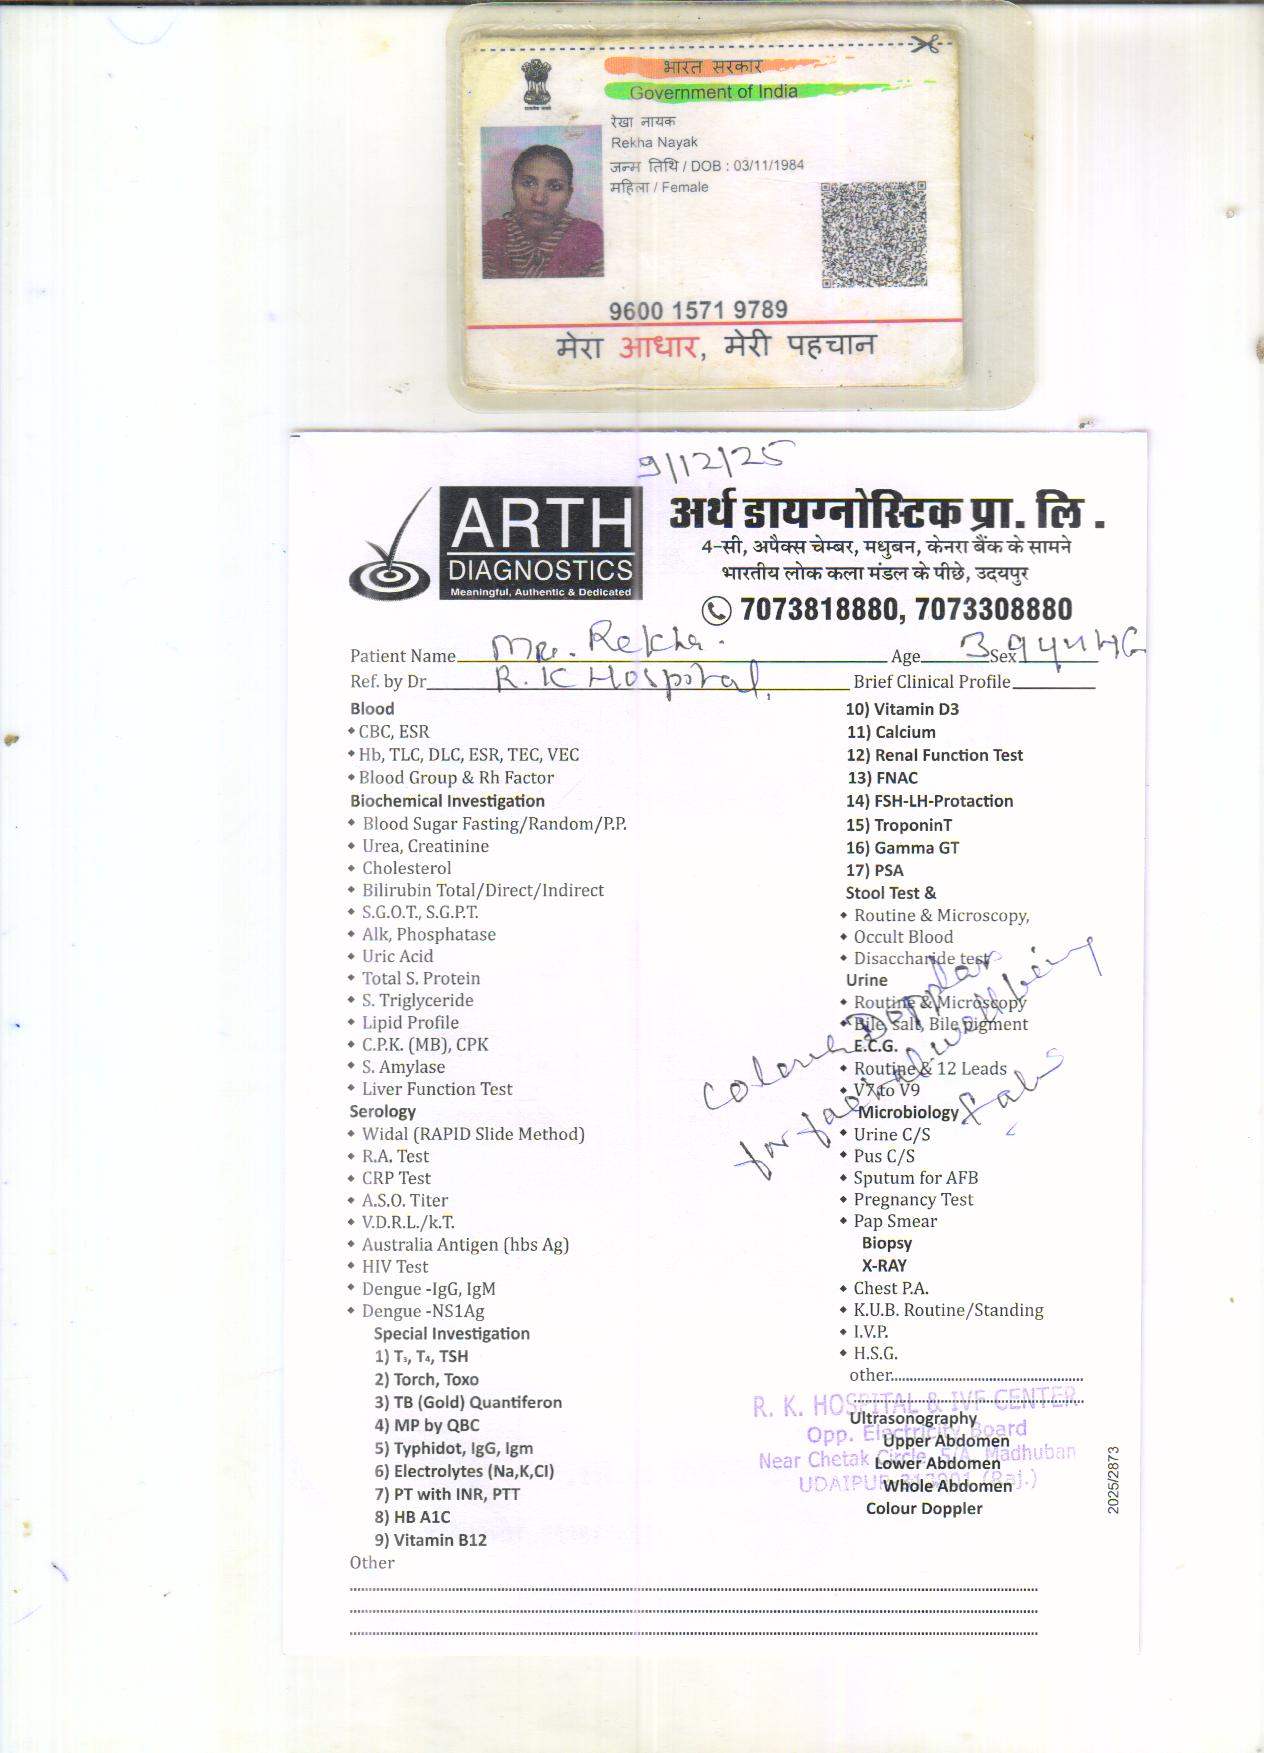 भारत सरकार
Government of India
रेखा नायक
Rekha Nayak
जन्म तिथि / DOB : 03/11/1984
महिला / Female
9600 1571 9789
मेरा आधार, मेरी पहचान
9/12/25
ARTH
DIAGNOSTICS
Meaningful, Authentic & Dedicated
अर्थ डायग्नोस्टिक प्रा. लि .
4-सी, अपैक्स चेम्बर, मधुबन, केनरा बैंक के सामने
भारतीय लोक कला मंडल के पीछे, उदयपुर
7073818880, 7073308880
Patient Name Rekha. Age 39 Sex
Ref. by Dr R. K Hospital, Brief Clinical Profile
Blood
CBC, ESR
Hb, TLC, DLC, ESR, TEC, VEC
Blood Group & Rh Factor
Biochemical Investigation
Blood Sugar Fasting/Random/P.P.
Urea, Creatinine
Cholesterol
Bilirubin Total/Direct/Indirect
S.G.O.T., S.G.P.T.
Alk, Phosphatase
Uric Acid
Total S. Protein
S. Triglyceride
Lipid Profile
C.P.K. (MB), CPK
S. Amylase
Liver Function Test
Serology
Widal (RAPID Slide Method)
R.A. Test
CRP Test
A.S.O. Titer
V.D.R.L./k.T.
Australia Antigen (hbs Ag)
HIV Test
Dengue -IgG, IgM
Dengue -NS1Ag
Special Investigation
1) T₃, T₄, TSH
2) Torch, Toxo
3) TB (Gold) Quantiferon
4) MP by QBC
5) Typhidot, IgG, Igm
6) Electrolytes (Na,K,Cl)
7) PT with INR, PTT
8) HB A1C
9) Vitamin B12
Other
10) Vitamin D3
11) Calcium
12) Renal Function Test
13) FNAC
14) FSH-LH-Protaction
15) TroponinT
16) Gamma GT
17) PSA
Stool Test &
Routine & Microscopy,
Occult Blood
Disaccharide test
Urine
Routine & Microscopy
Bile, salt, Bile pigment
E.C.G.
Routine & 12 Leads
V7 to V9
Microbiology
Urine C/S
Pus C/S
Sputum for AFB
Pregnancy Test
Pap Smear
Biopsy
X-RAY
Chest P.A.
K.U.B. Routine/Standing
I.V.P.
H.S.G.
other
Ultrasonography
Upper Abdomen
Lower Abdomen
Whole Abdomen
Colour Doppler
Doppler
for wellbeing
R. K. HOSPITAL & IVF CENTER
Opp. Electricity Board
Near Chetak Circle, 5/A, Madhuban
UDAIPUR 313001 (Raj.)
2025/2873